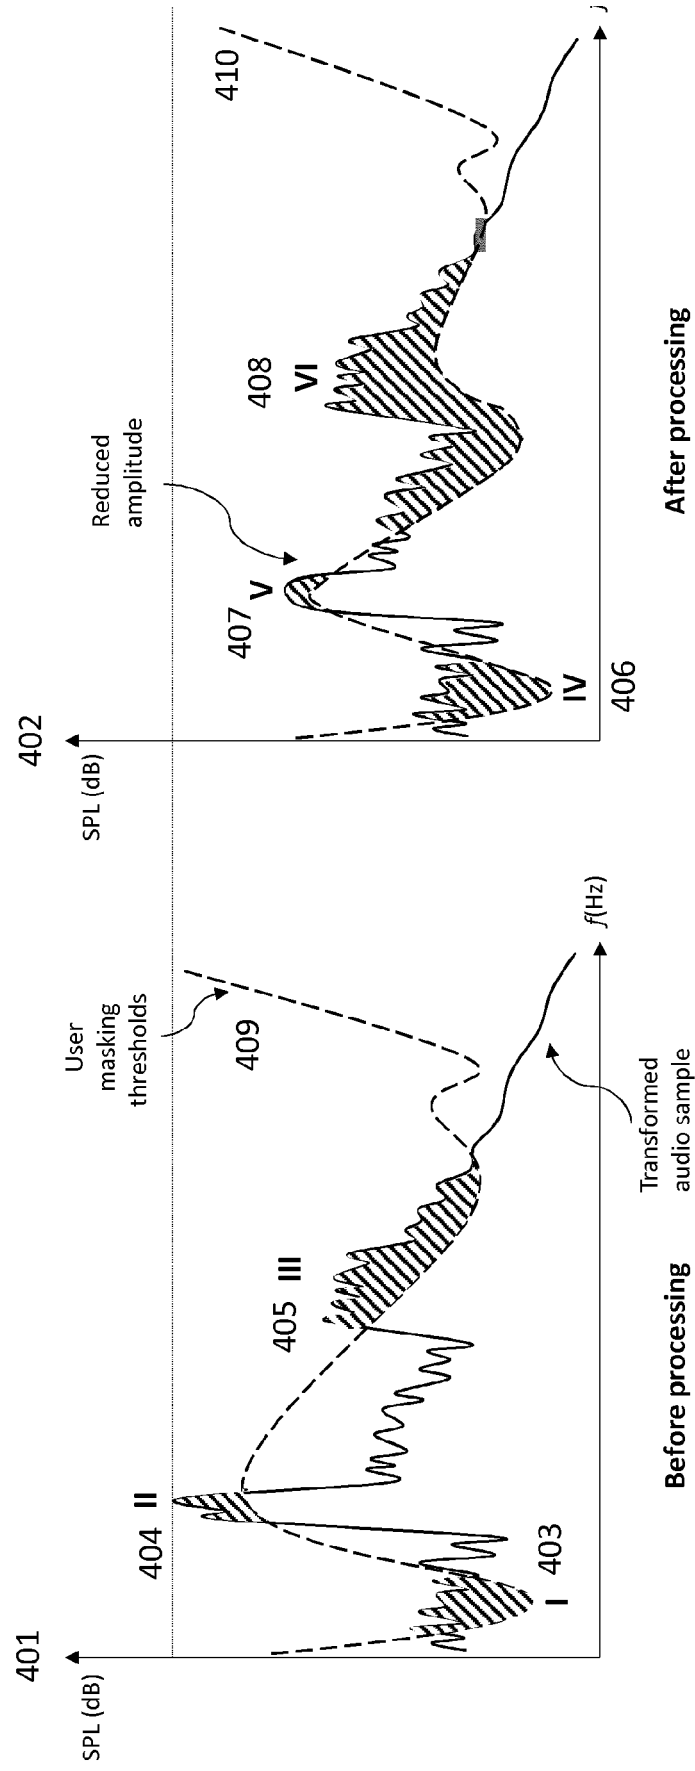 401
SPL (dB)
404
II
I
403
405
III
User
masking
thresholds
409
Transformed
audio sample
f(Hz)
Before processing
402
SPL (dB)
407
V
Reduced
amplitude
IV
406
408
VI
410
After processing